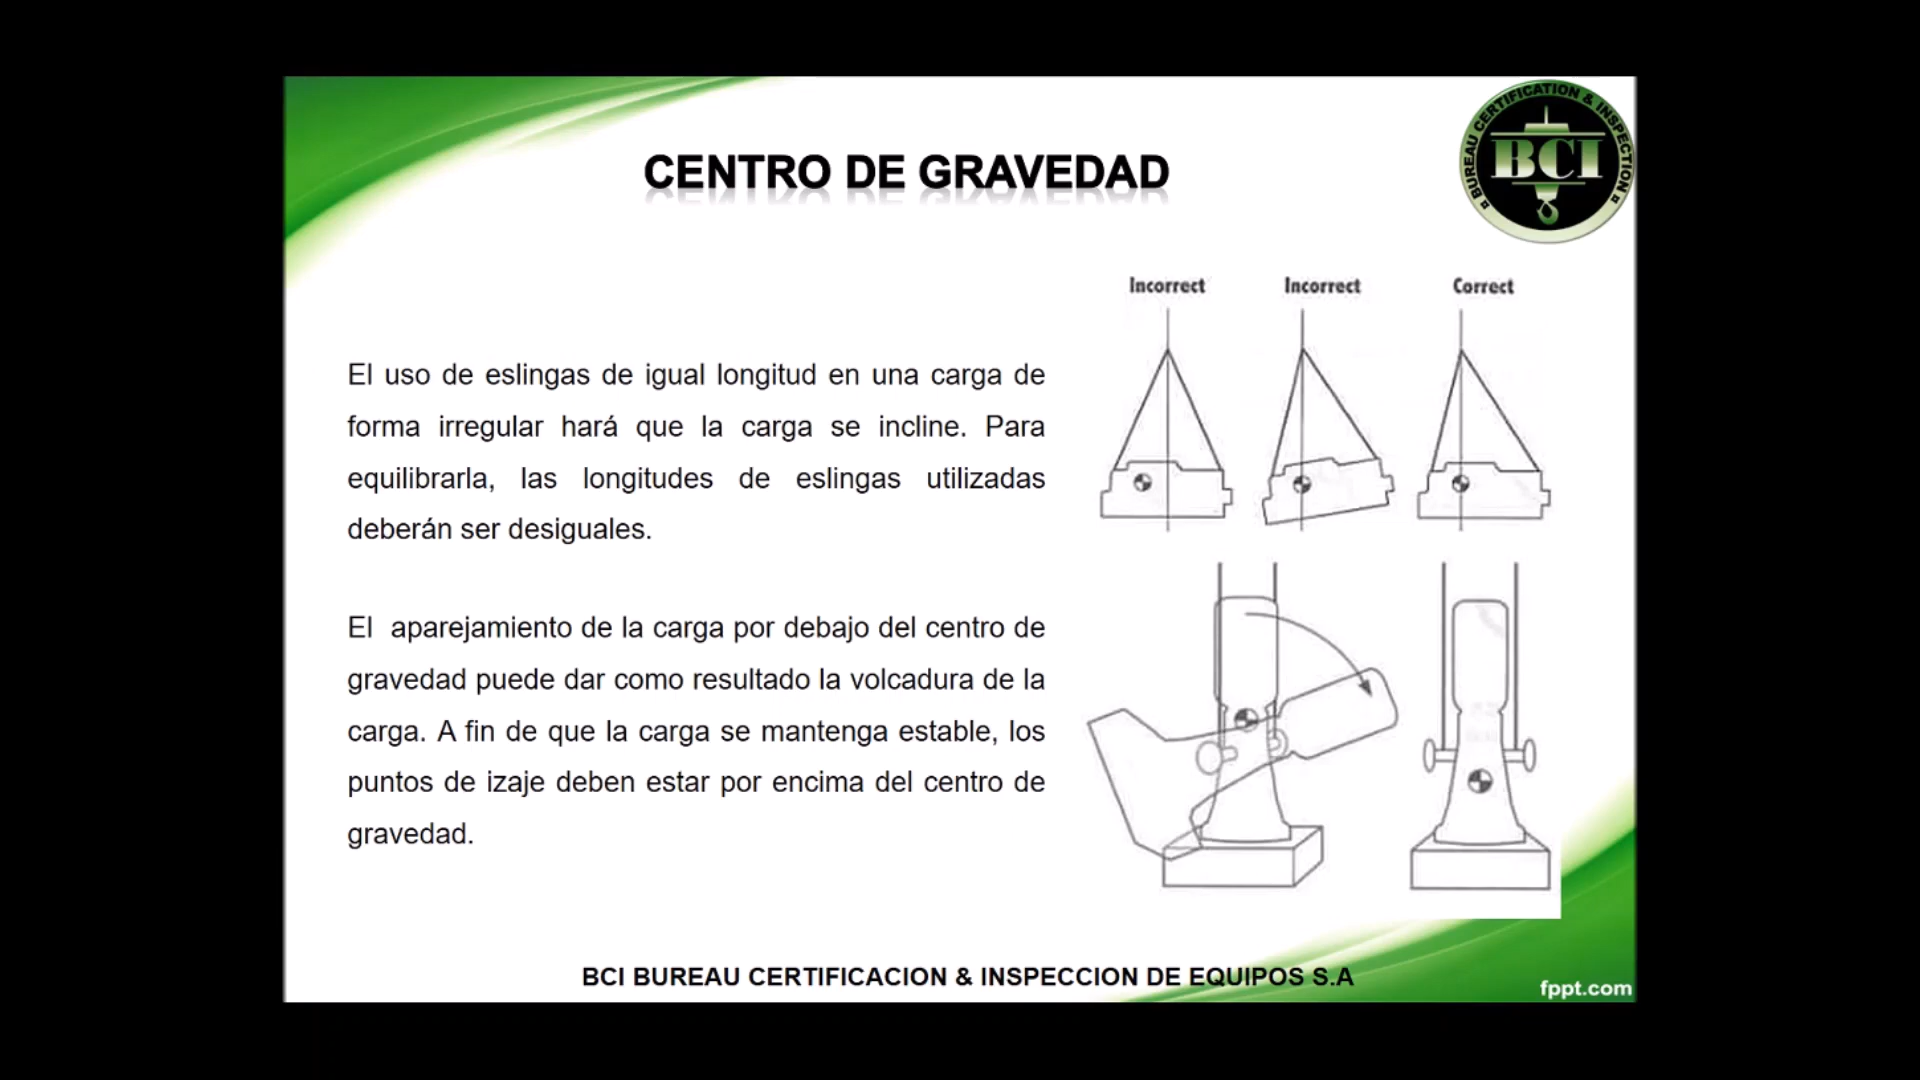 BUREAU CERTIFICATION & INSPECTION
BCI
CENTRO DE GRAVEDAD
Incorrect Incorrect Correct
El uso de eslingas de igual longitud en una carga de
forma irregular hará que la carga se incline. Para
equilibrarla, las longitudes de eslingas utilizadas
deberán ser desiguales.
El aparejamiento de la carga por debajo del centro de
gravedad puede dar como resultado la volcadura de la
carga. A fin de que la carga se mantenga estable, los
puntos de izaje deben estar por encima del centro de
gravedad.
BCI BUREAU CERTIFICACION & INSPECCION DE EQUIPOS S.A
fppt.com